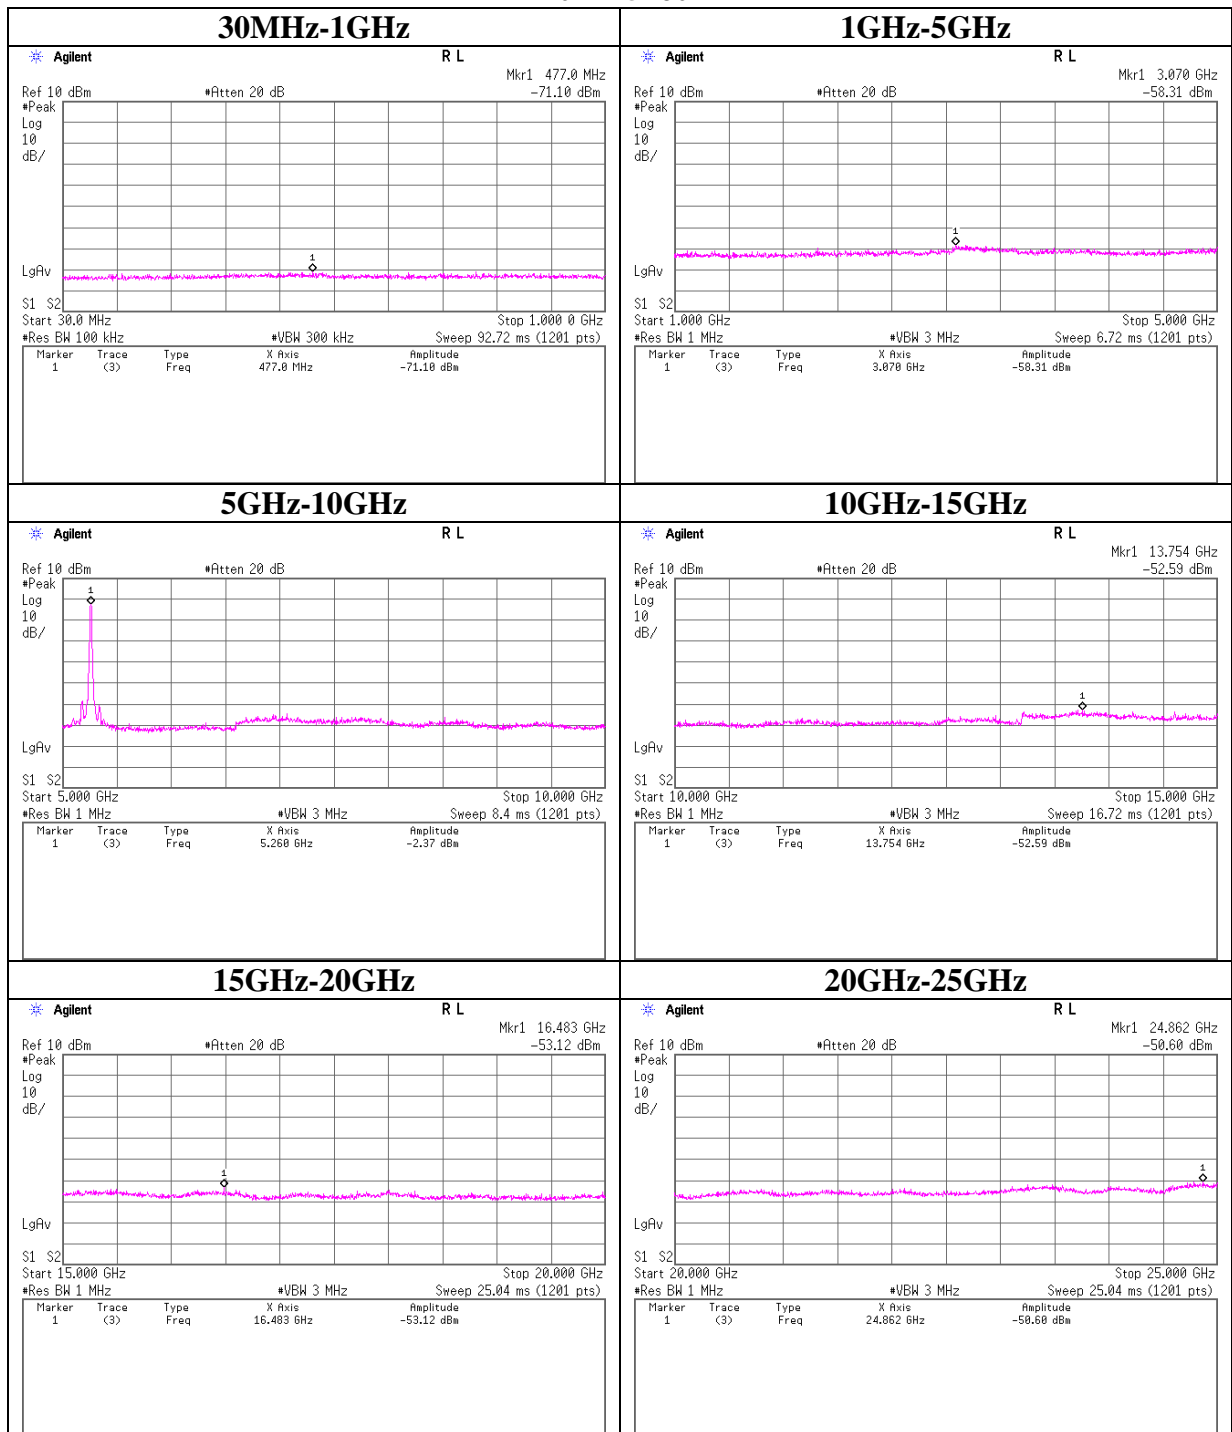 30MHz-1GHz
Agilent
R L
Mkr1 477.0 MHz
Ref 10 dBm #Atten 20 dB -71.10 dBm
#Peak
Log
10
dB/
1
LgAv
S1 S2
Start 30.0 MHz Stop 1.000 0 GHz
#Res BW 100 kHz #VBW 300 kHz Sweep 92.72 ms (1201 pts)
Marker Trace Type X Axis Amplitude
1 (3) Freq 477.0 MHz -71.10 dBm
1GHz-5GHz
Agilent
R L
Mkr1 3.070 GHz
Ref 10 dBm #Atten 20 dB -58.31 dBm
#Peak
Log
10
dB/
1
LgAv
S1 S2
Start 1.000 GHz Stop 5.000 GHz
#Res BW 1 MHz #VBW 3 MHz Sweep 6.72 ms (1201 pts)
Marker Trace Type X Axis Amplitude
1 (3) Freq 3.070 GHz -58.31 dBm
5GHz-10GHz
Agilent
R L
Ref 10 dBm #Atten 20 dB
#Peak
Log
10
dB/
1
LgAv
S1 S2
Start 5.000 GHz Stop 10.000 GHz
#Res BW 1 MHz #VBW 3 MHz Sweep 8.4 ms (1201 pts)
Marker Trace Type X Axis Amplitude
1 (3) Freq 5.260 GHz -2.37 dBm
10GHz-15GHz
Agilent
R L
Mkr1 13.754 GHz
Ref 10 dBm #Atten 20 dB -52.59 dBm
#Peak
Log
10
dB/
1
LgAv
S1 S2
Start 10.000 GHz Stop 15.000 GHz
#Res BW 1 MHz #VBW 3 MHz Sweep 16.72 ms (1201 pts)
Marker Trace Type X Axis Amplitude
1 (3) Freq 13.754 GHz -52.59 dBm
15GHz-20GHz
Agilent
R L
Mkr1 16.483 GHz
Ref 10 dBm #Atten 20 dB -53.12 dBm
#Peak
Log
10
dB/
1
LgAv
S1 S2
Start 15.000 GHz Stop 20.000 GHz
#Res BW 1 MHz #VBW 3 MHz Sweep 25.04 ms (1201 pts)
Marker Trace Type X Axis Amplitude
1 (3) Freq 16.483 GHz -53.12 dBm
20GHz-25GHz
Agilent
R L
Mkr1 24.862 GHz
Ref 10 dBm #Atten 20 dB -50.60 dBm
#Peak
Log
10
dB/
1
LgAv
S1 S2
Start 20.000 GHz Stop 25.000 GHz
#Res BW 1 MHz #VBW 3 MHz Sweep 25.04 ms (1201 pts)
Marker Trace Type X Axis Amplitude
1 (3) Freq 24.862 GHz -50.60 dBm